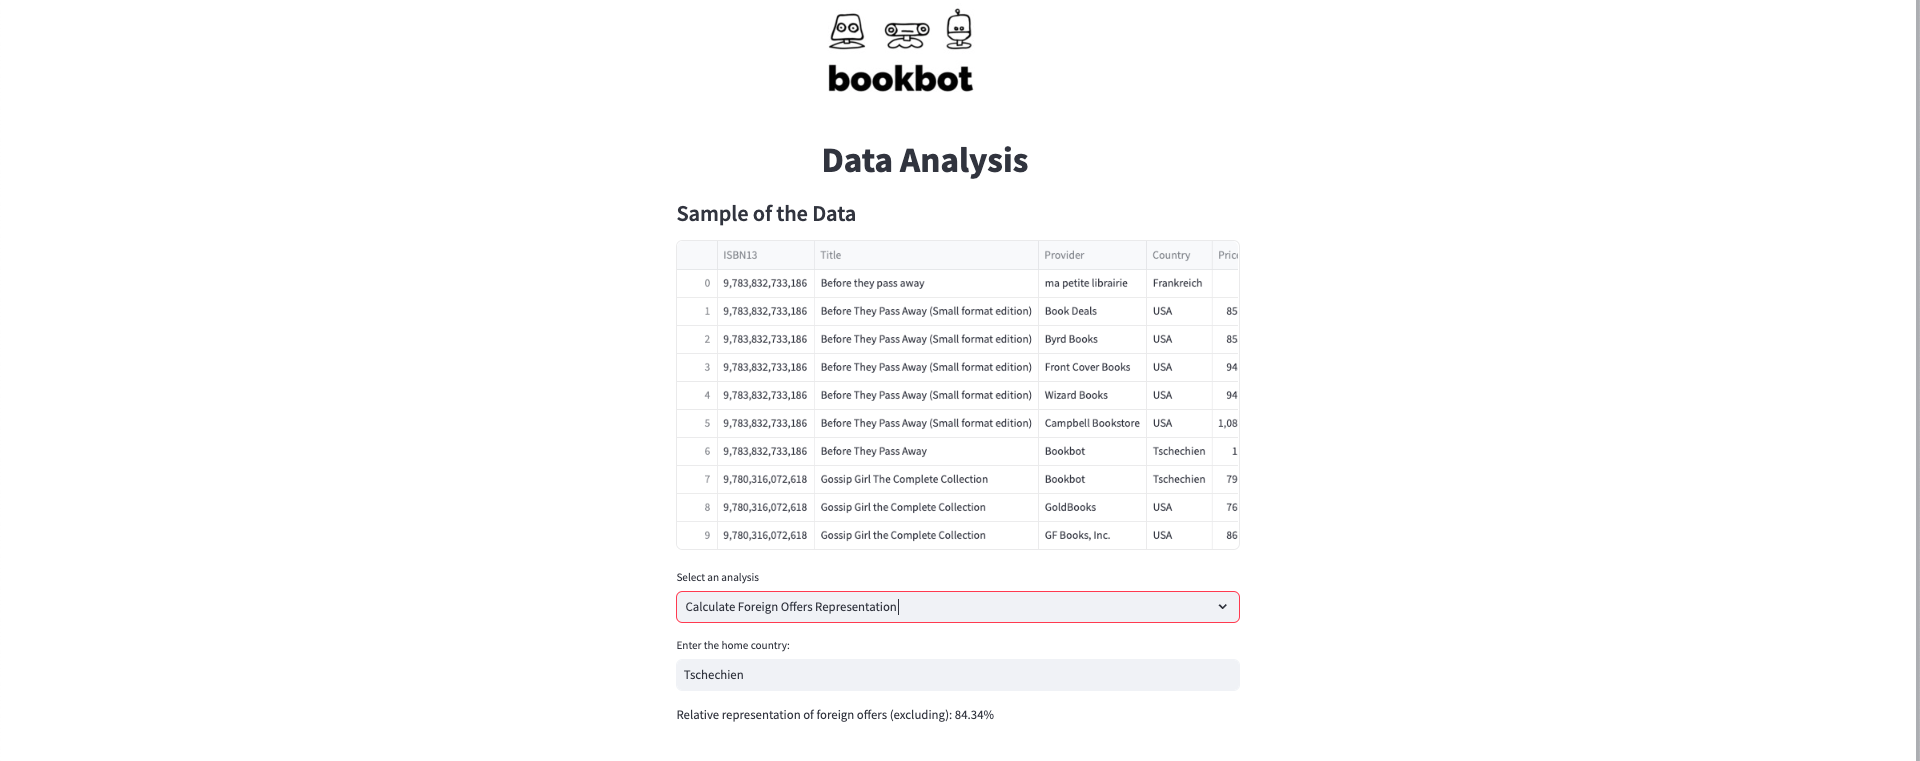 bookbot
Data Analysis
Sample of the Data
ISBN13 Title Provider Country
0 9,783,832,733,186 Before they pass away ma petite librairie Frankreich
1 9,783,832,733,186 Before They Pass Away (Small format edition) Book Deals USA 85
2 9,783,832,733,186 Before They Pass Away (Small format edition) Byrd Books USA 85
3 9,783,832,733,186 Before They Pass Away (Small format edition) Front Cover Books USA 94
4 9,783,832,733,186 Before They Pass Away (Small format edition) Wizard Books USA 94
5 9,783,832,733,186 Before They Pass Away (Small format edition) Campbell Bookstore USA 1,08
6 9,783,832,733,186 Before They Pass Away Bookbot Tschechien 1
7 9,780,316,072,618 Gossip Girl The Complete Collection Bookbot Tschechien 79
8 9,780,316,072,618 Gossip Girl the Complete Collection GoldBooks USA 76
9 9,780,316,072,618 Gossip Girl the Complete Collection GF Books, Inc. USA 86
Select an analysis
Calculate Foreign Offers Representation
Enter the home country:
Tschechien
Relative representation of foreign offers (excluding): 84.34%